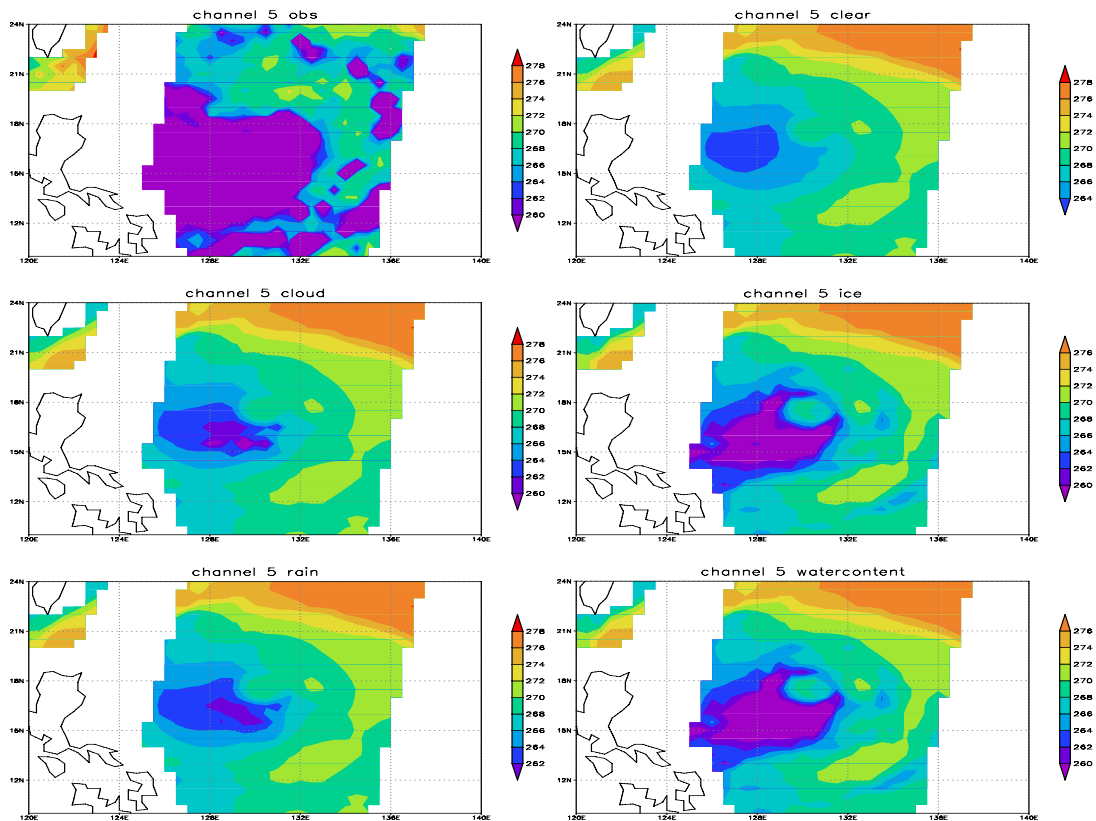 channel 5 obs
24N
21N
18N
15N
12N
120E 124E 128E 132E 136E 140E
278
276
274
272
270
268
266
264
262
260
channel 5 clear
24N
21N
18N
15N
12N
120E 124E 128E 132E 136E 140E
278
276
274
272
270
268
266
264
channel 5 cloud
24N
21N
18N
15N
12N
120E 124E 128E 132E 136E 140E
278
276
274
272
270
268
266
264
262
260
channel 5 ice
24N
21N
18N
15N
12N
120E 124E 128E 132E 136E 140E
276
274
272
270
268
266
264
262
260
channel 5 rain
24N
21N
18N
15N
12N
120E 124E 128E 132E 136E 140E
278
276
274
272
270
268
266
264
262
channel 5 watercontent
24N
21N
18N
15N
12N
120E 124E 128E 132E 136E 140E
276
274
272
270
268
266
264
262
260